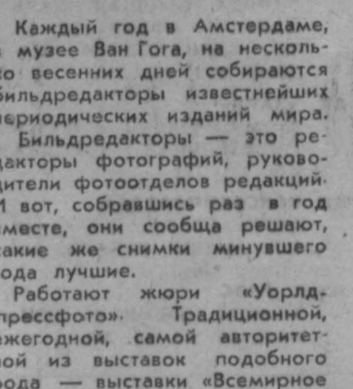 Каждый год в Амстердаме,
в музее Ван Гога, на несколь-
ко весенних дней собираются
бильдредакторы известнейших
периодических изданий мира.
Бильдредакторы — это ре-
дакторы фотографий, руково-
дители фотоотделов редакций.
И вот, собравшись раз в год
вместе, они сообща решают,
какие же снимки минувшего
года лучшие.
Работают жюри «Уорлд-
прессфото». Традиционной,
ежегодной, самой авторитет-
ной из выставок подобного
рода — выставки «Всемирное